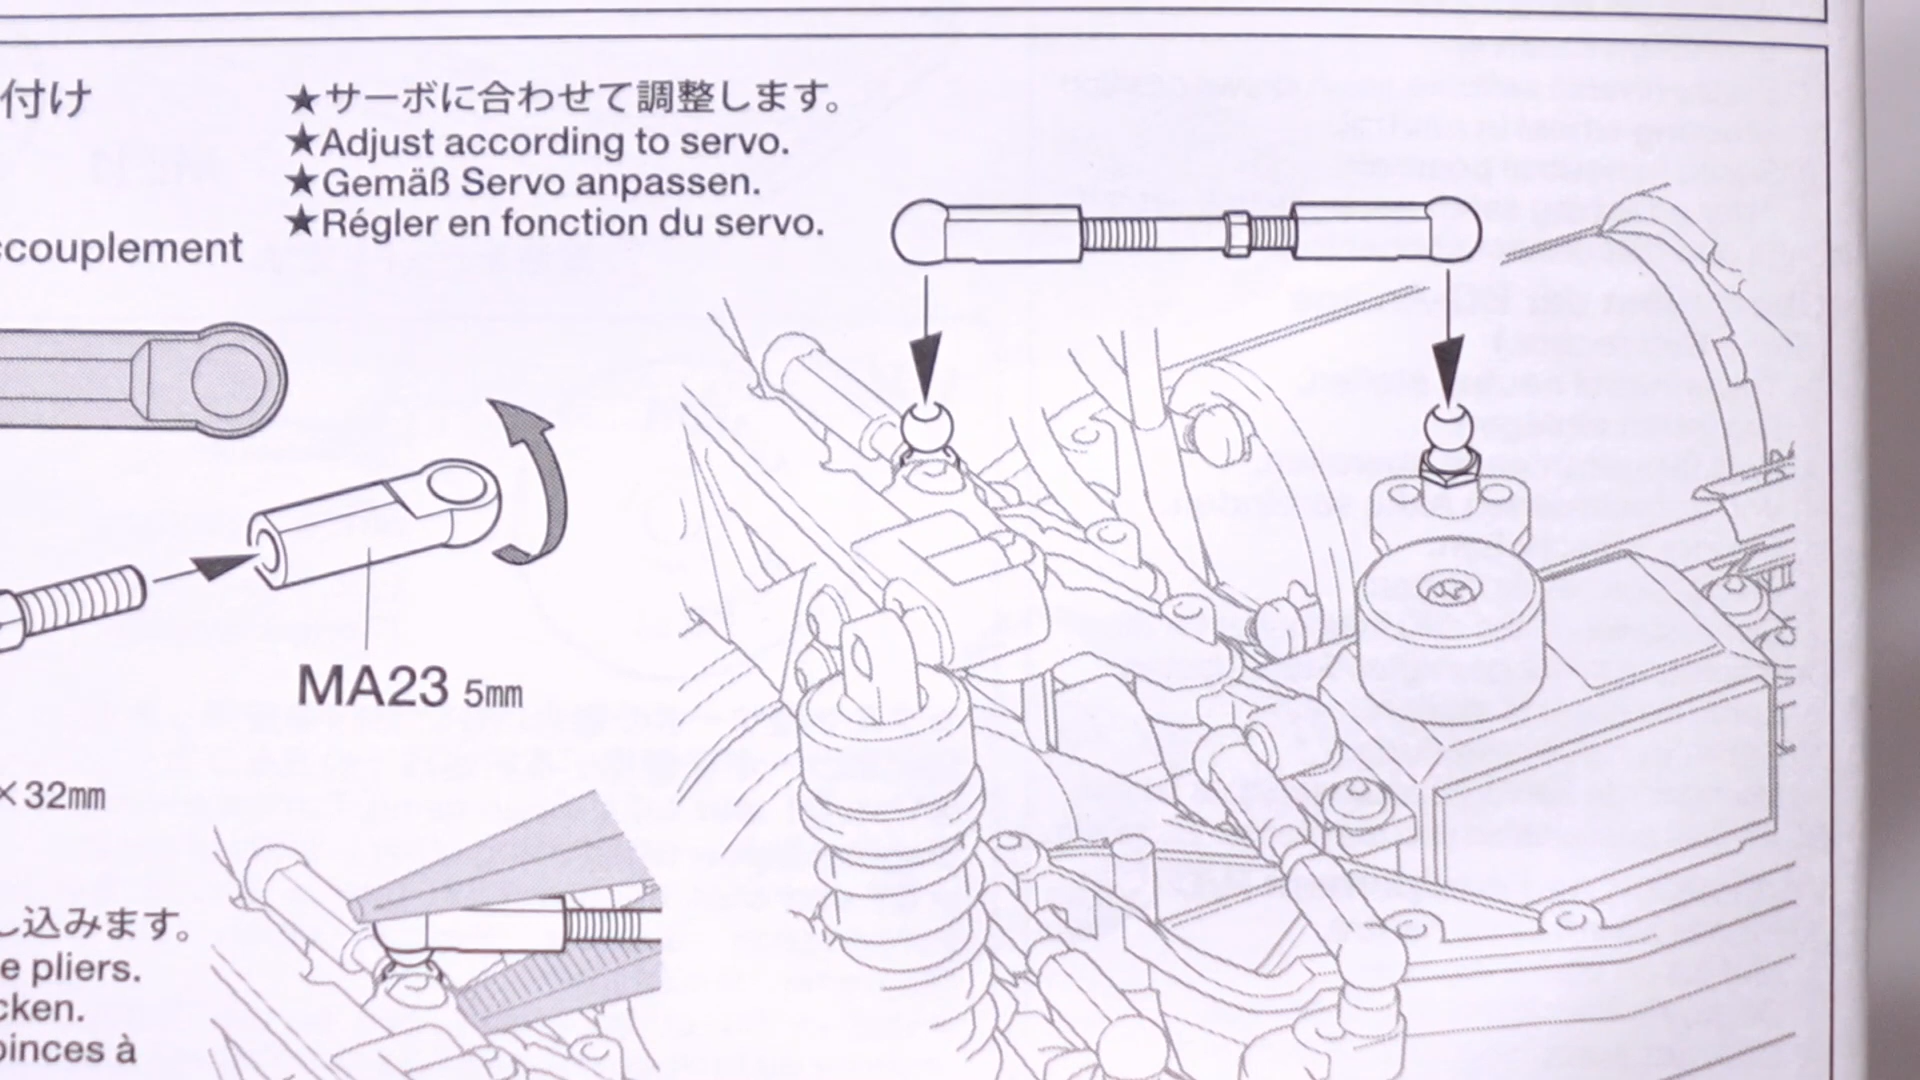 付け
★サーボに合わせて調整します。
★Adjust according to servo.
★Gemäß Servo anpassen.
★Régler en fonction du servo.
ccouplement
MA23 5mm
×32mm
し込みます。
e pliers.
cken.
pinces à